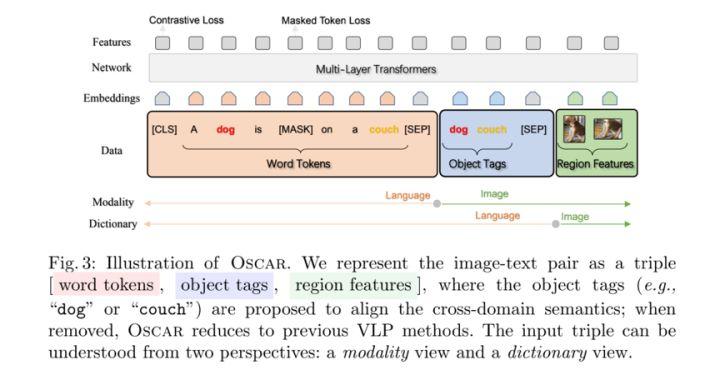 Contrastive Loss Masked Token Loss
Features
Network Multi-Layer Transformers
Embeddings
Data [CLS] A dog is [MASK] on a couch [SEP] dog couch [SEP]
Word Tokens Object Tags Region Features
Modality Language Image
Dictionary Language Image
Fig. 3: Illustration of OSCAR. We represent the image-text pair as a triple
[ word tokens , object tags , region features ], where the object tags (e.g.,
“dog” or “couch”) are proposed to align the cross-domain semantics; when
removed, OSCAR reduces to previous VLP methods. The input triple can be
understood from two perspectives: a modality view and a dictionary view.